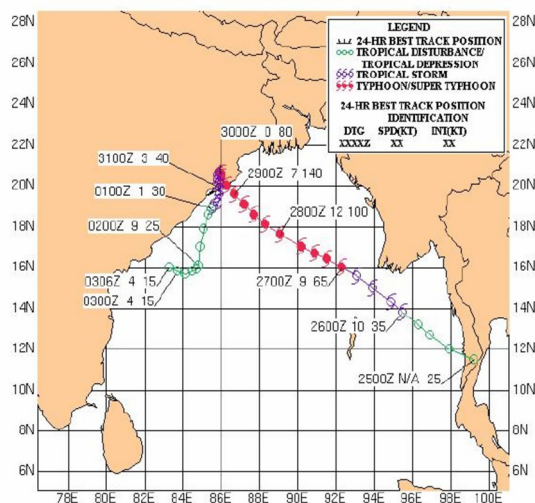 28N
26N
24N
22N
20N
18N
16N
14N
12N
10N
8N
6N
LEGEND
24-HR BEST TRACK POSITION
TROPICAL DISTURBANCE/
TROPICAL DEPRESSION
TROPICAL STORM
TYPHOON/SUPER TYPHOON
24-HR BEST TRACK POSITION
IDENTIFICATION
DTG SPD(KT) INT(KT)
XXXXZ XX XX
3000Z 0 80
3100Z 3 40
2900Z 7 140
0100Z 1 30
2800Z 12 100
0200Z 9 25
0306Z 4 15
2700Z 9 65
0300Z 4 15
2600Z 10 35
2500Z N/A 25
28N
26N
24N
22N
20N
18N
16N
14N
12N
10N
8N
6N
78E 80E 82E 84E 86E 88E 90E 92E 94E 96E 98E 100E